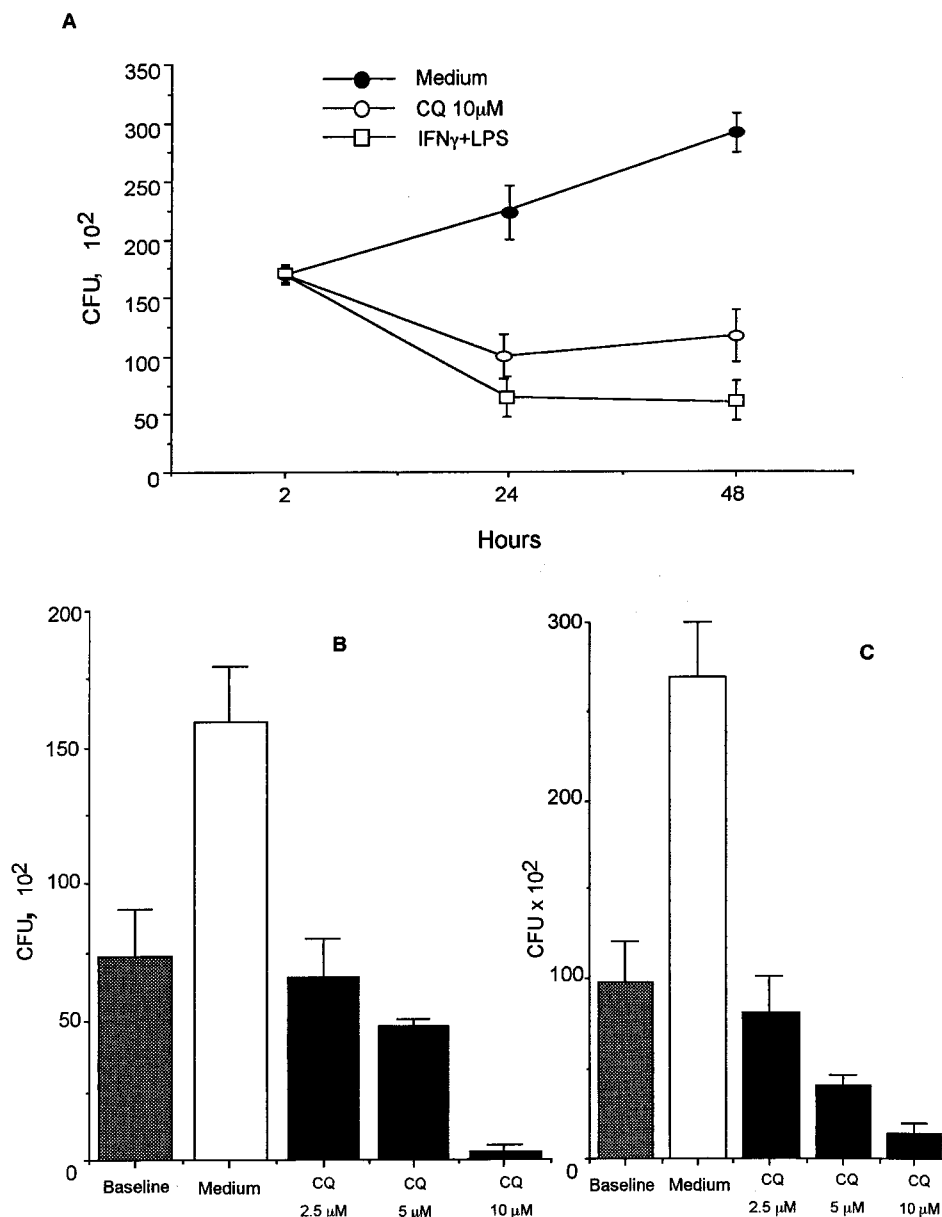 A
350
300
250
200
150
100
50
0
CFU, 10²
Medium
CQ 10µM
IFNγ+LPS
2 24 48
Hours
B
200
150
100
50
0
CFU, 10²
Baseline Medium CQ 2.5 µM CQ 5 µM CQ 10 µM
C
300
200
100
0
CFU x 10²
Baseline Medium CQ 2.5 µM CQ 5 µM CQ 10 µM